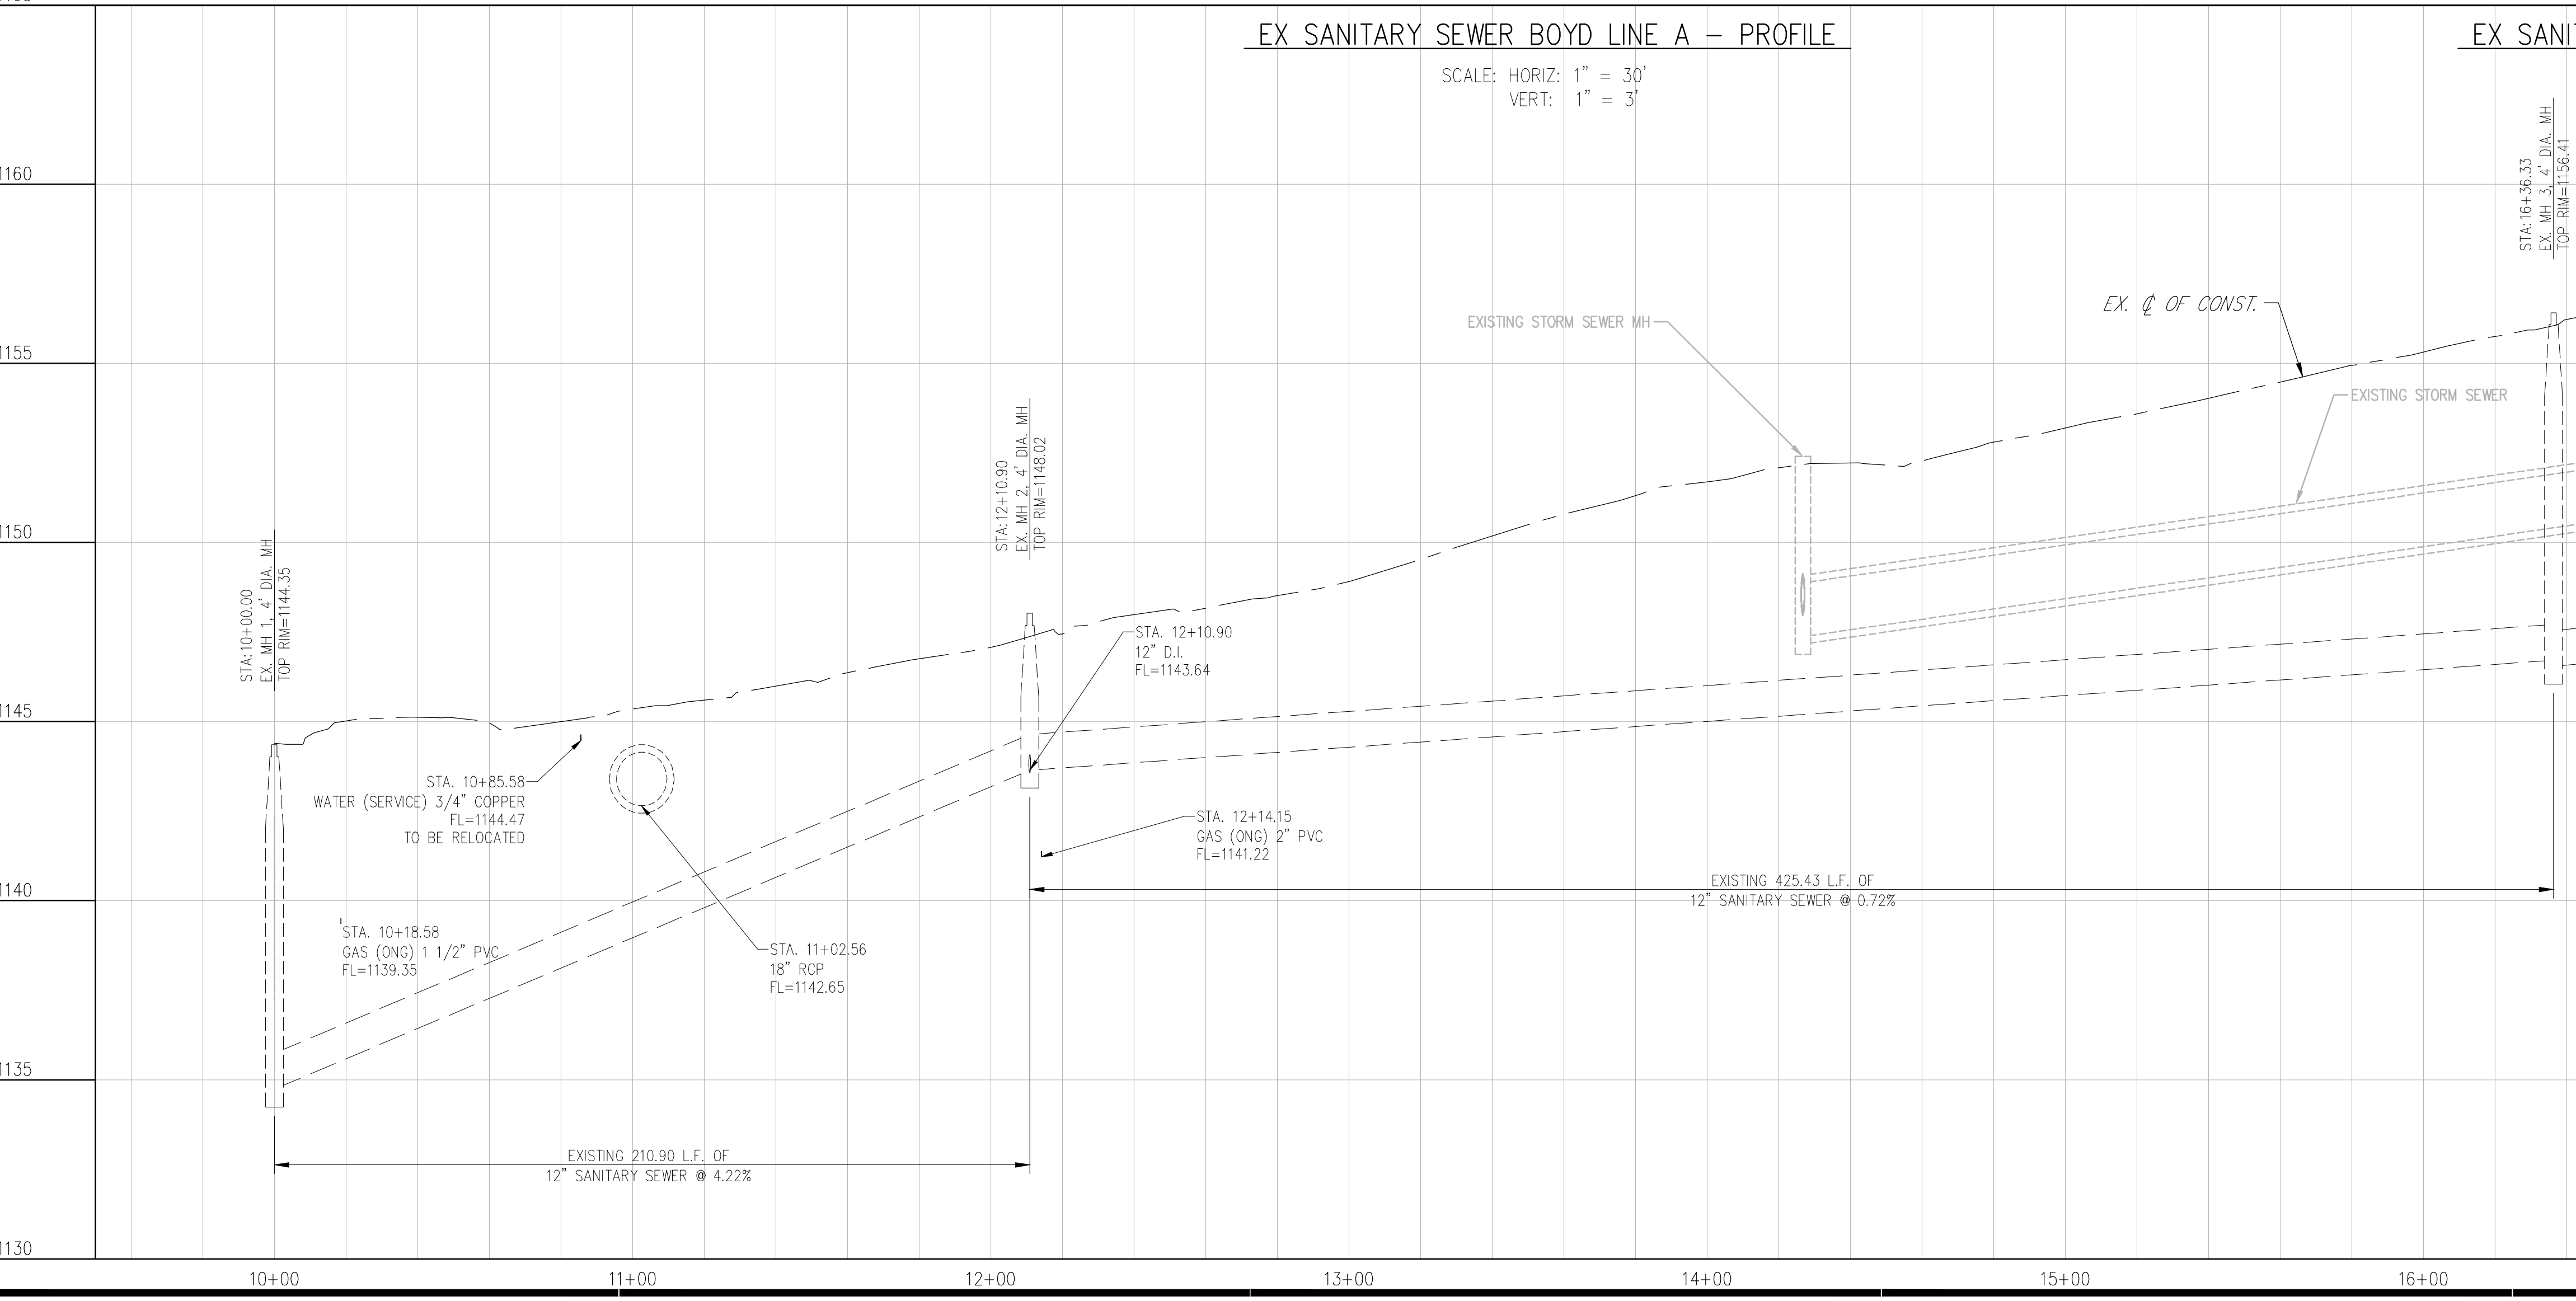 EX SANITARY SEWER BOYD LINE A – PROFILE
SCALE: HORIZ: 1" = 30'
VERT: 1" = 3'
EX SANI
1160
1155
1150
1145
1140
1135
1130
STA:10+00.00
EX. MH 1, 4' DIA. MH
TOP RIM=1144.35
STA:12+10.90
EX. MH 2, 4' DIA. MH
TOP RIM=1148.02
STA:16+36.33
EX. MH 3, 4' DIA. MH
TOP RIM=1156.41
EXISTING STORM SEWER MH
EX. ℄ OF CONST.
EXISTING STORM SEWER
STA. 12+10.90
12" D.I.
FL=1143.64
STA. 10+85.58
WATER (SERVICE) 3/4" COPPER
FL=1144.47
TO BE RELOCATED
STA. 12+14.15
GAS (ONG) 2" PVC
FL=1141.22
EXISTING 425.43 L.F. OF
12" SANITARY SEWER @ 0.72%
STA. 10+18.58
GAS (ONG) 1 1/2" PVC
FL=1139.35
STA. 11+02.56
18" RCP
FL=1142.65
EXISTING 210.90 L.F. OF
12" SANITARY SEWER @ 4.22%
10+00
11+00
12+00
13+00
14+00
15+00
16+00